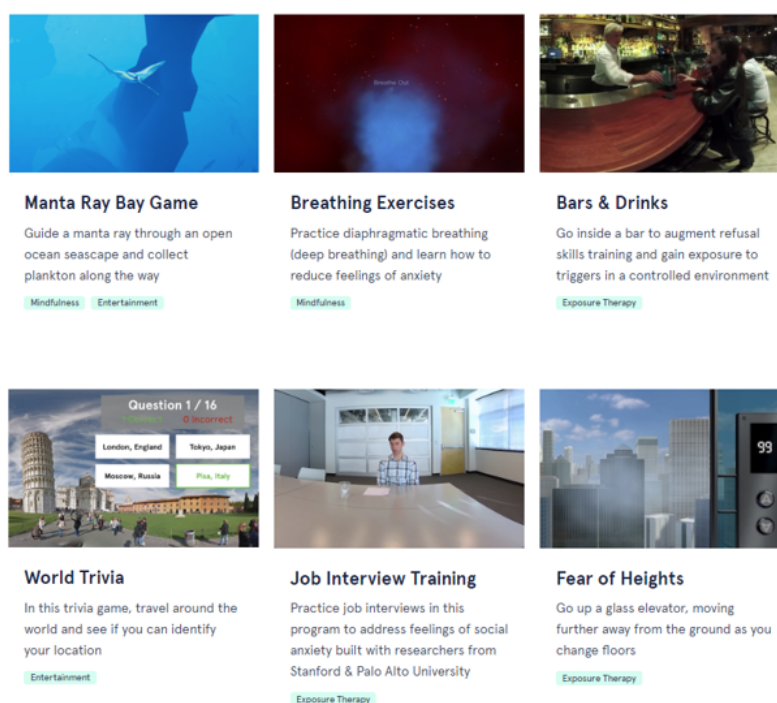 Breathe Out
Manta Ray Bay Game
Guide a manta ray through an open
ocean seascape and collect
plankton along the way
Mindfulness Entertainment
Breathing Exercises
Practice diaphragmatic breathing
(deep breathing) and learn how to
reduce feelings of anxiety
Mindfulness
Bars & Drinks
Go inside a bar to augment refusal
skills training and gain exposure to
triggers in a controlled environment
Exposure Therapy
Question 1 / 16
1 Correct 0 Incorrect
London, England Tokyo, Japan
Moscow, Russia Pisa, Italy
World Trivia
In this trivia game, travel around the
world and see if you can identify
your location
Entertainment
Job Interview Training
Practice job interviews in this
program to address feelings of social
anxiety built with researchers from
Stanford & Palo Alto University
Exposure Therapy
99
Fear of Heights
Go up a glass elevator, moving
further away from the ground as you
change floors
Exposure Therapy